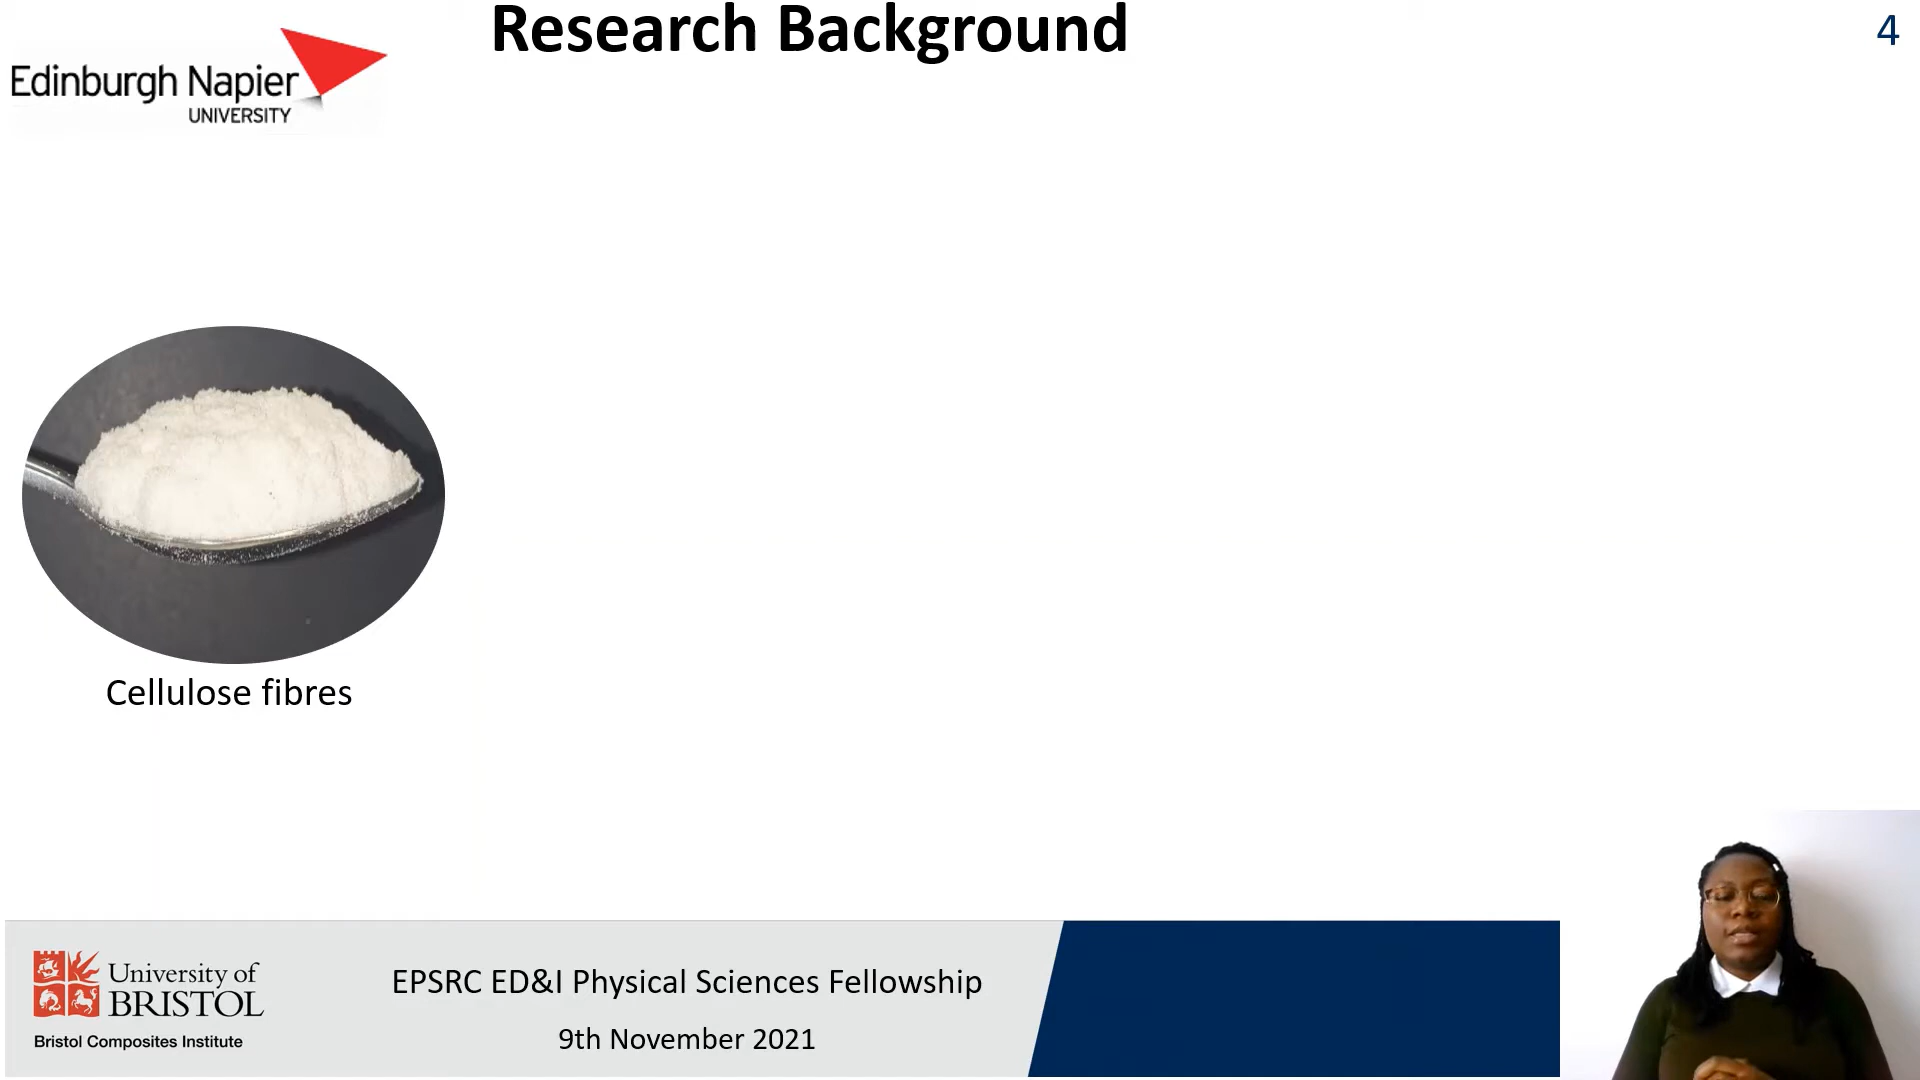 Research Background
4
Edinburgh Napier
UNIVERSITY
Cellulose fibres
University of
BRISTOL
Bristol Composites Institute
EPSRC ED&I Physical Sciences Fellowship
9th November 2021